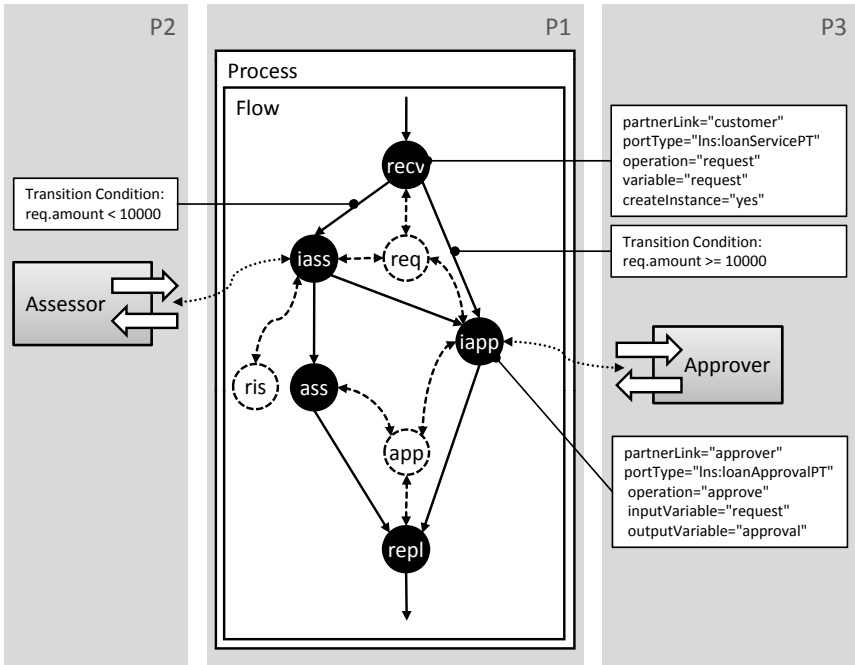 P2
P1
P3
Process
Flow
partnerLink="customer"
portType="lns:loanServicePT"
operation="request"
variable="request"
createInstance="yes"
recv
Transition Condition:
req.amount < 10000
Transition Condition:
req.amount >= 10000
iass
req
Assessor
iapp
Approver
ris
ass
app
partnerLink="approver"
portType="lns:loanApprovalPT"
operation="approve"
inputVariable="request"
outputVariable="approval"
repl